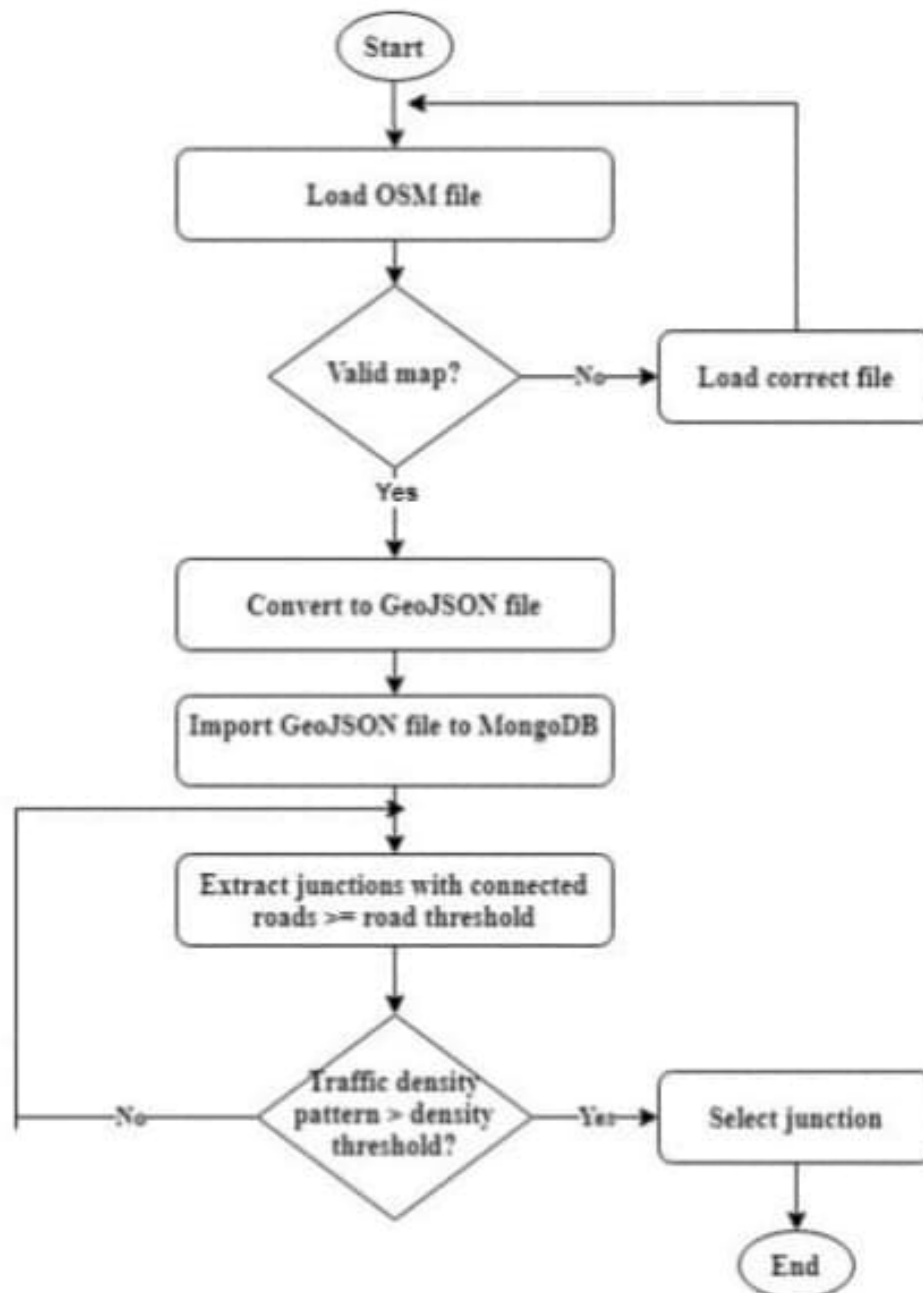 Start
Load OSM file
Valid map?
No
Load correct file
Yes
Convert to GeoJSON file
Import GeoJSON file to MongoDB
Extract junctions with connected
roads >= road threshold
Traffic density
pattern > density
threshold?
No
Yes
Select junction
End